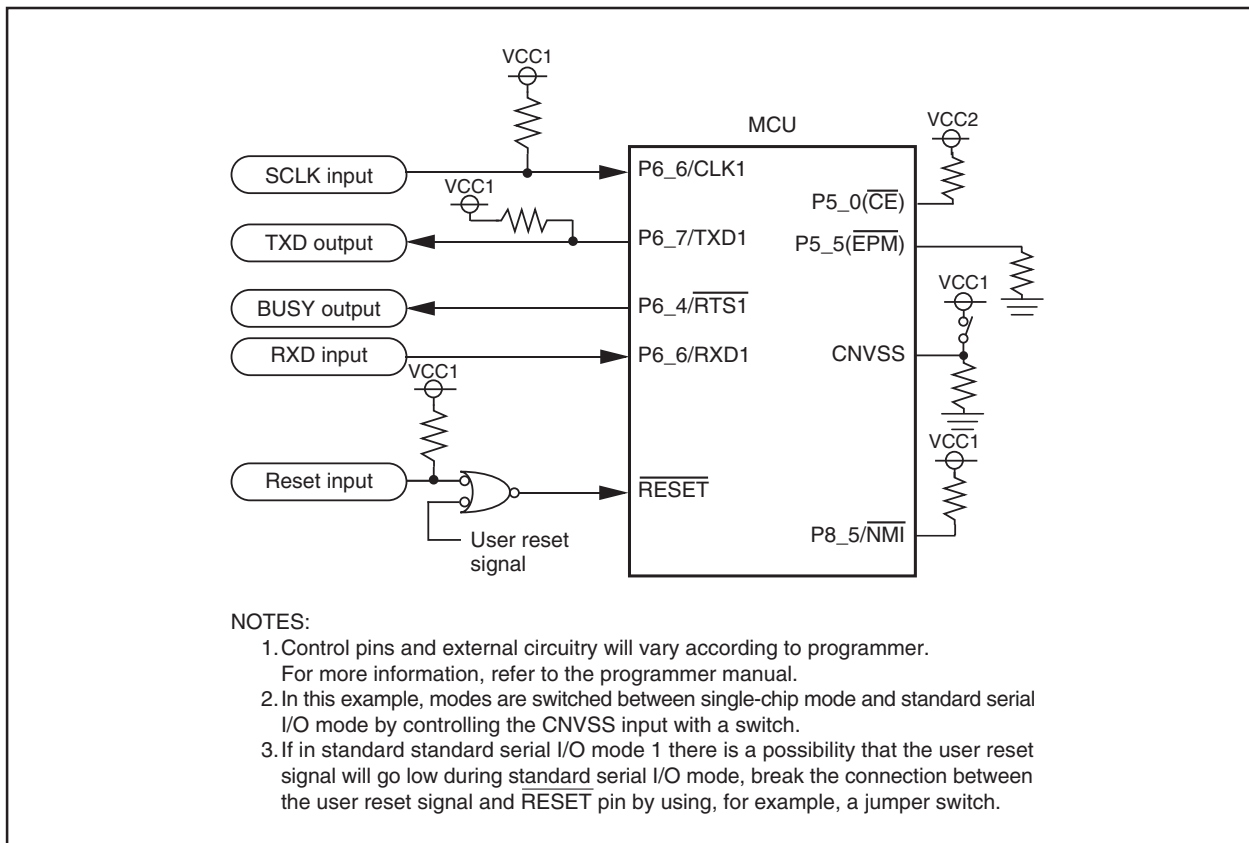 VCC1
MCU
VCC2
SCLK input
P6_6/CLK1
VCC1
P5_0(CE)
TXD output
P6_7/TXD1
P5_5(EPM)
VCC1
BUSY output
P6_4/RTS1
RXD input
P6_6/RXD1
CNVSS
VCC1
VCC1
Reset input
RESET
User reset
signal
P8_5/NMI
NOTES:
1. Control pins and external circuitry will vary according to programmer.
For more information, refer to the programmer manual.
2. In this example, modes are switched between single-chip mode and standard serial
I/O mode by controlling the CNVSS input with a switch.
3. If in standard standard serial I/O mode 1 there is a possibility that the user reset
signal will go low during standard serial I/O mode, break the connection between
the user reset signal and RESET pin by using, for example, a jumper switch.